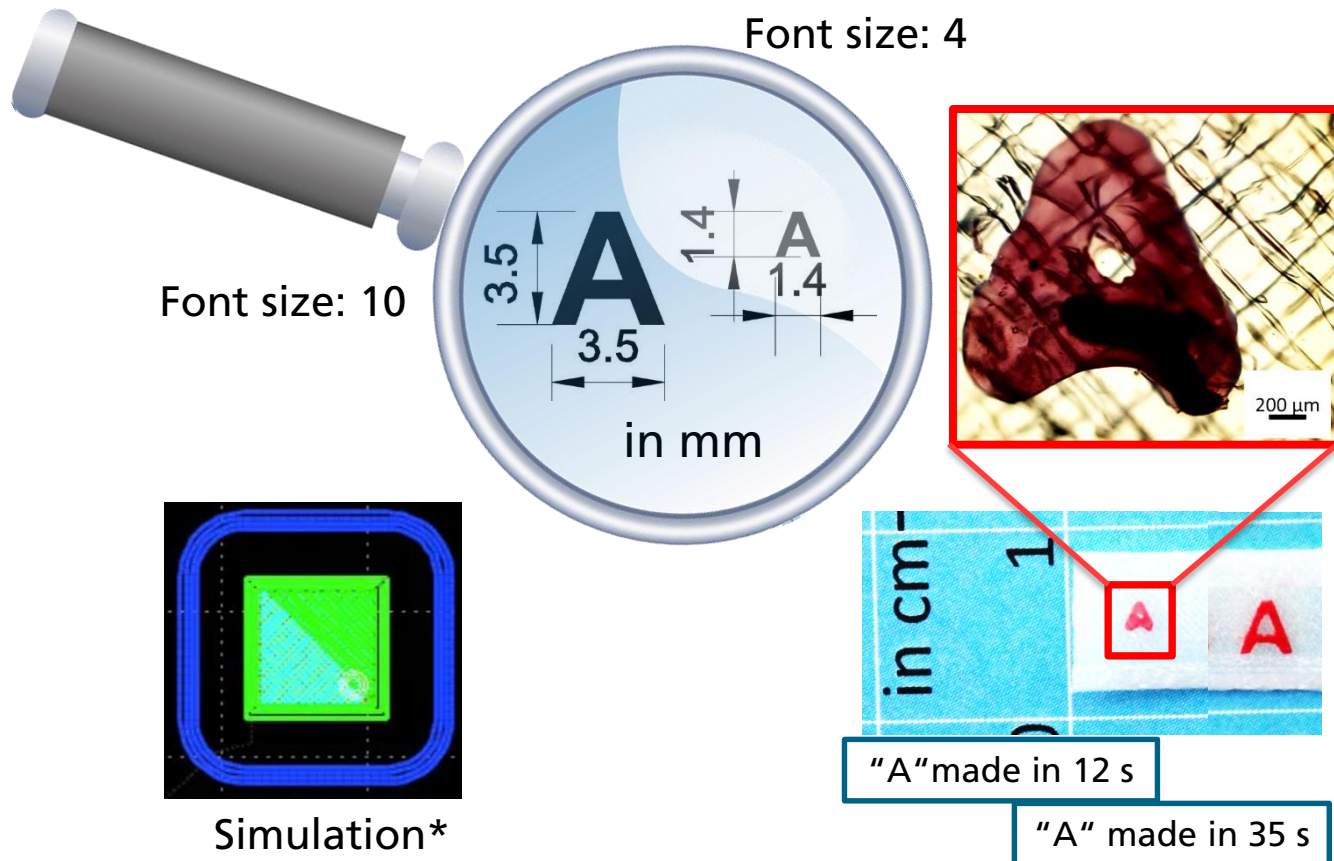 Font size: 4
Font size: 10
3.5
A
3.5
1.4
A
1.4
in mm
200 µm
in cm-
1
A
A
"A“made in 12 s
"A“ made in 35 s
Simulation*